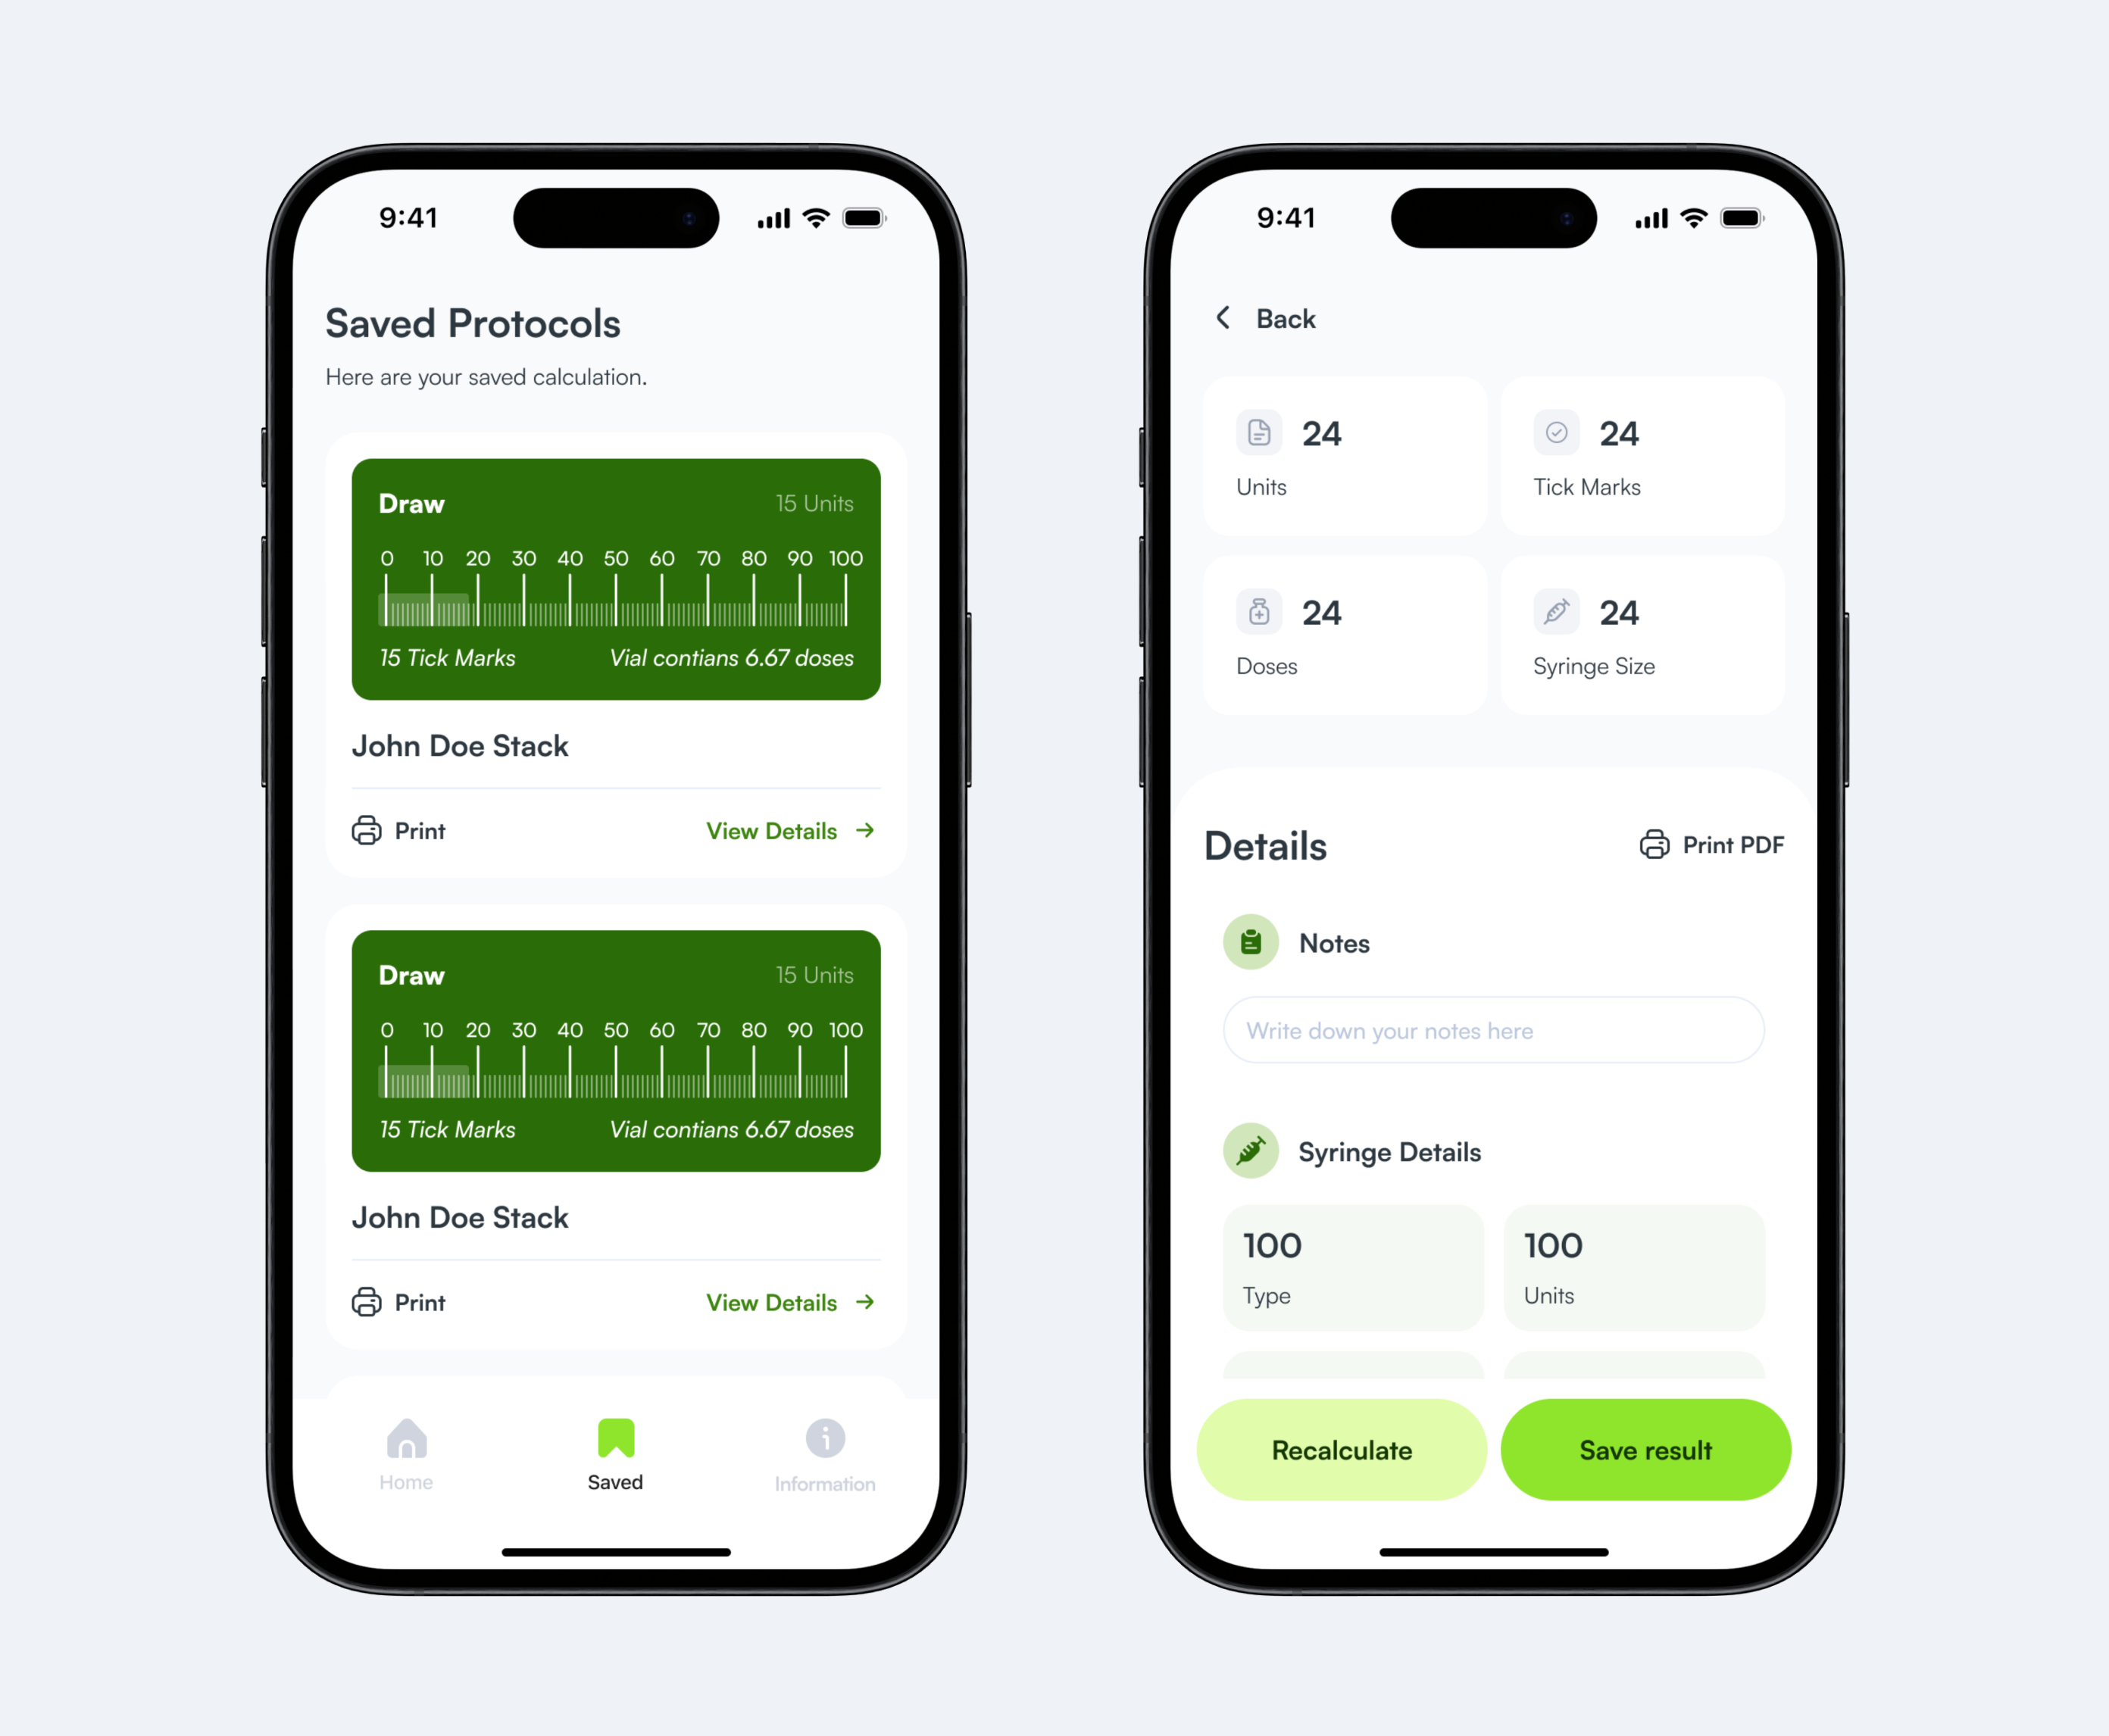 9:41
Saved Protocols
Here are your saved calculation.
Draw
15 Units
0 10 20 30 40 50 60 70 80 90 100
15 Tick Marks
Vial contians 6.67 doses
John Doe Stack
Print
View Details
Draw
15 Units
0 10 20 30 40 50 60 70 80 90 100
15 Tick Marks
Vial contians 6.67 doses
John Doe Stack
Print
View Details
Home
Saved
Information
9:41
Back
24
Units
24
Tick Marks
24
Doses
24
Syringe Size
Details
Print PDF
Notes
Write down your notes here
Syringe Details
100
Type
100
Units
Recalculate
Save result